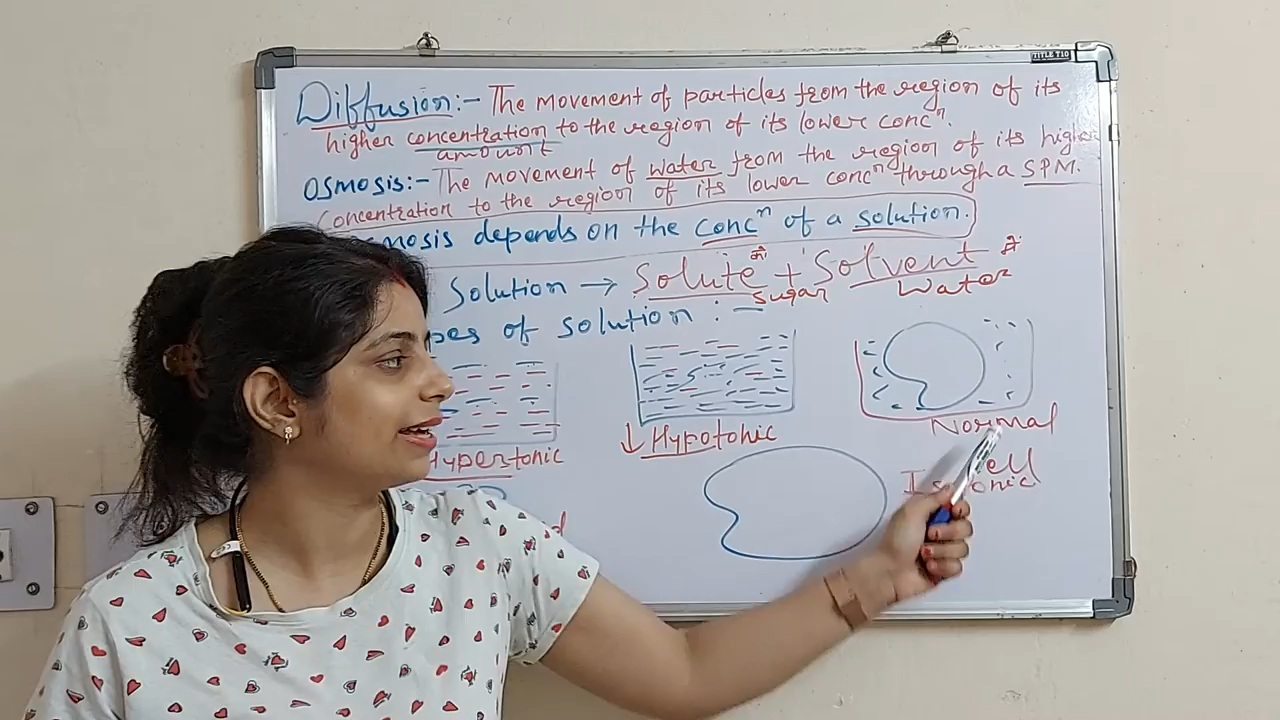 TITLE T10
Diffusion:- The movement of particles from the region of its
higher concentration to the region of its lower concⁿ.
amount
Osmosis:- The movement of water from the region of its higher
concentration to the region of its lower concⁿ through a SPM.
depends on the concⁿ of a solution.
Solution → Solute + Solvent में
Sugar Water
of solution :-
Normal
Hypertonic ↓ Hypotonic
cell